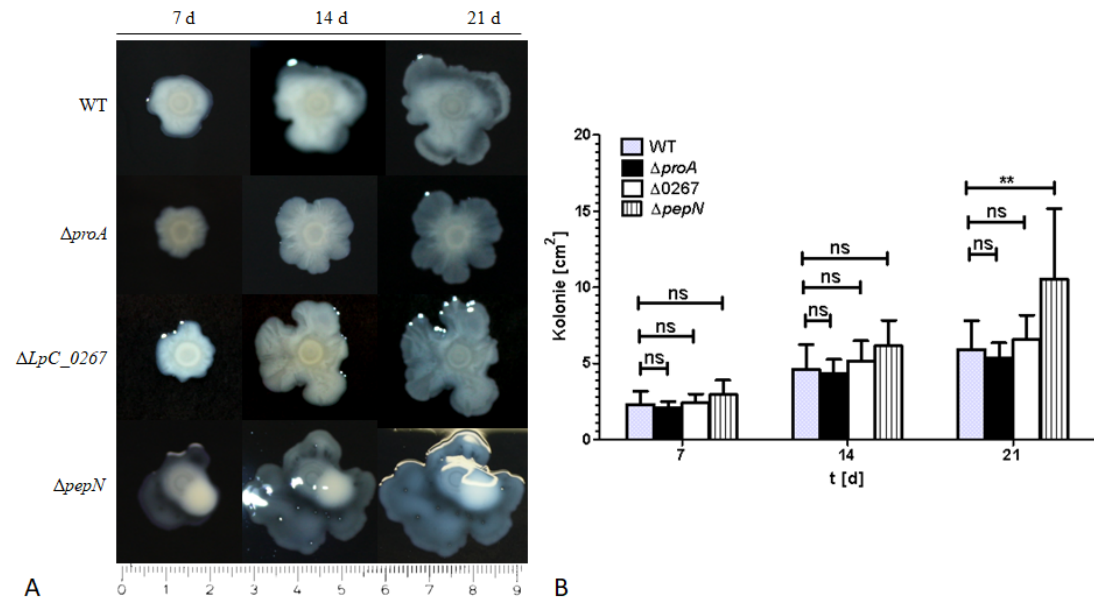 7 d 14 d 21 d
WT
ΔproA
ΔLpC_0267
ΔpepN
0 1 2 3 4 5 6 7 8 9
A
20
15
10
5
0
Kolonie [cm²]
WT
ΔproA
Δ0267
ΔpepN
ns
ns
ns
ns
ns
ns
**
ns
ns
7 14 21
t [d]
B